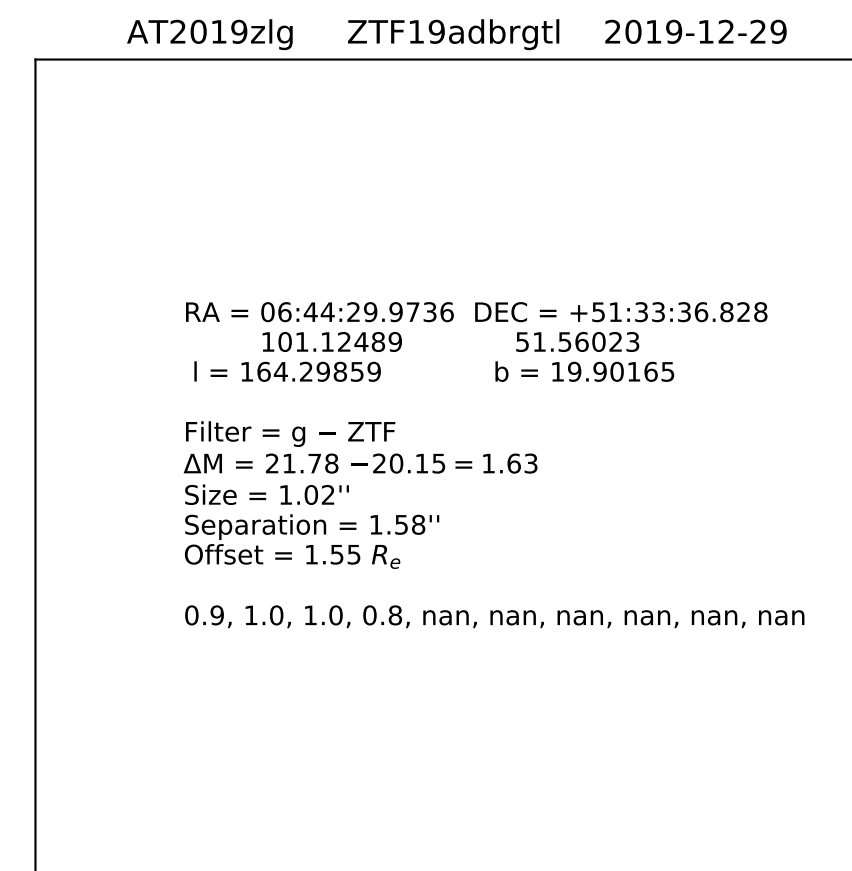 AT2019zlg ZTF19adbrgtl 2019-12-29
RA = 06:44:29.9736 DEC = +51:33:36.828
101.12489 51.56023
l = 164.29859 b = 19.90165
Filter = g − ZTF
ΔM = 21.78 −20.15 = 1.63
Size = 1.02''
Separation = 1.58''
Offset = 1.55 Rₑ
0.9, 1.0, 1.0, 0.8, nan, nan, nan, nan, nan, nan